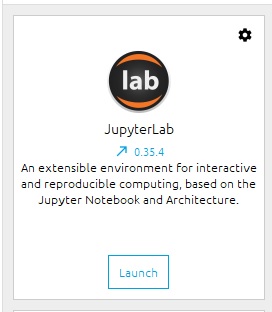 lab
JupyterLab
0.35.4
An extensible environment for interactive
and reproducible computing, based on the
Jupyter Notebook and Architecture.
Launch